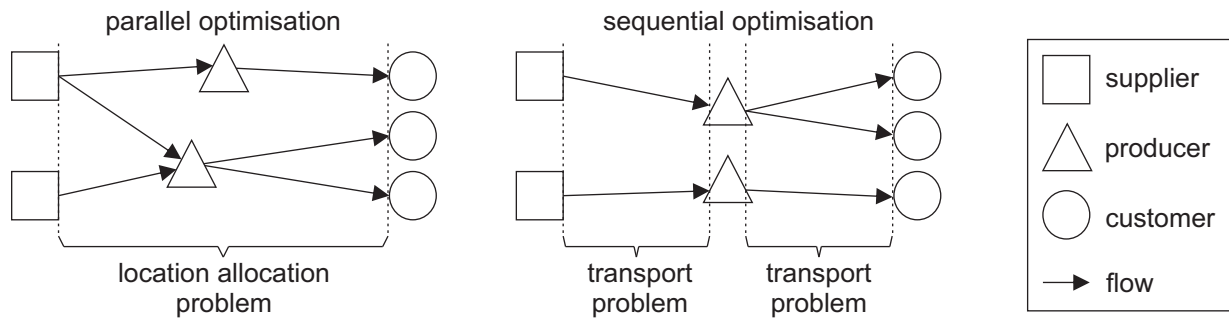 parallel optimisation
location allocation
problem
sequential optimisation
transport
problem
transport
problem
supplier
producer
customer
flow